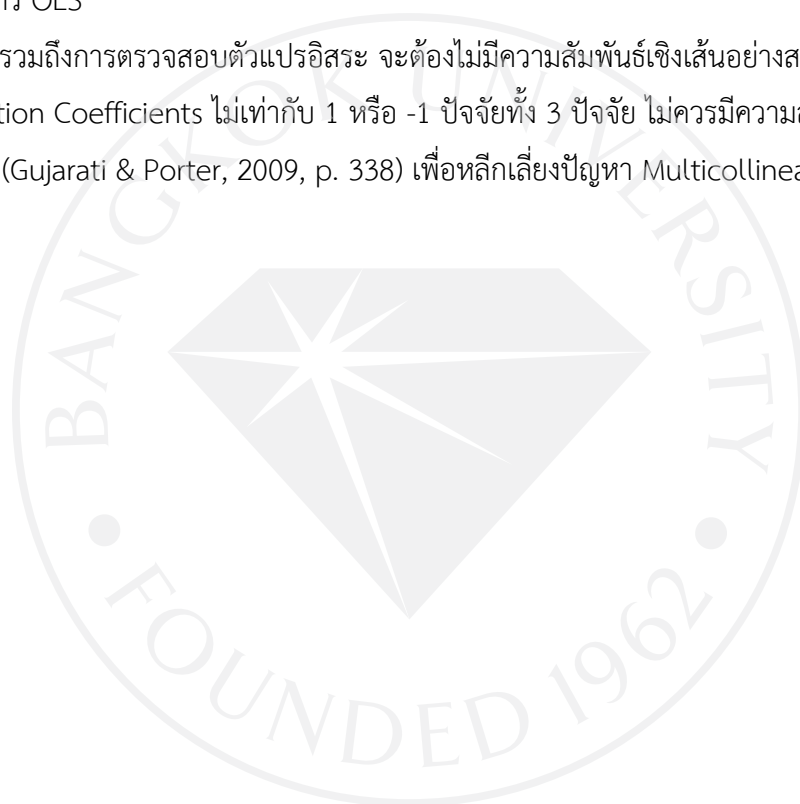 OLS
รวมถึงการตรวจสอบตัวแปรอิสระ จะต้องไม่มีความสัมพันธ์เชิงเส้นอย่างส
tion Coefficients ไม่เท่ากับ 1 หรือ -1 ปัจจัยทั้ง 3 ปัจจัย ไม่ควรมีความ
(Gujarati & Porter, 2009, p. 338) เพื่อหลีกเลี่ยงปัญหา Multicollinea
BANGKOK UNIVERSITY
FOUNDED 1962